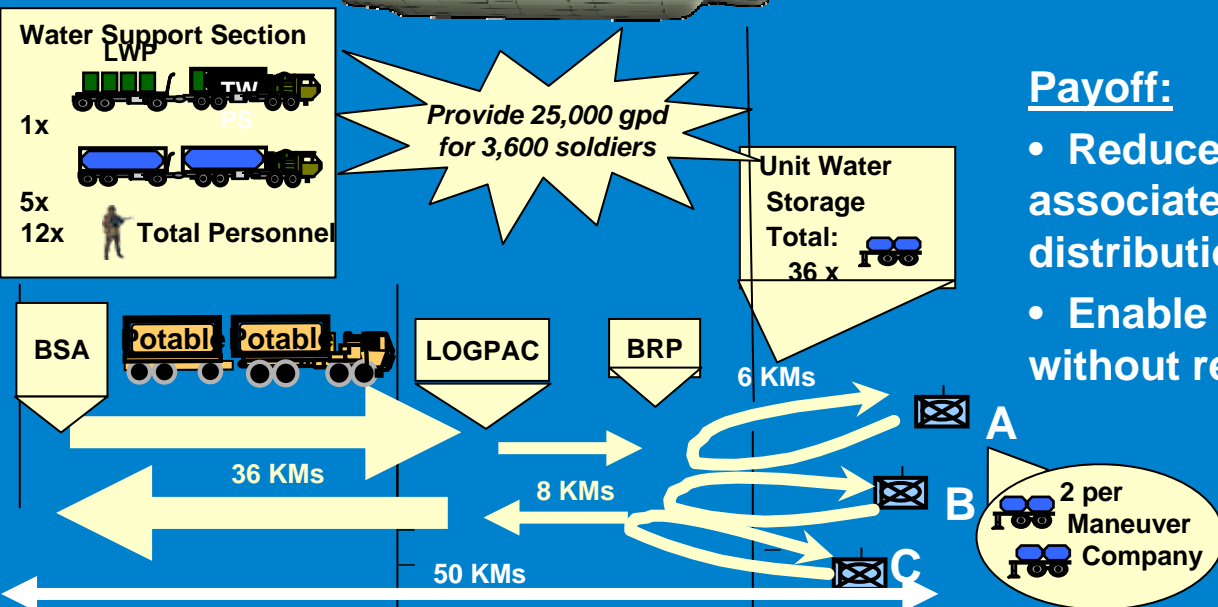 Water Support Section
LWP
TW
PS
1x
5x
12x Total Personnel
Provide 25,000 gpd
for 3,600 soldiers
Unit Water
Storage
Total:
36 x
Payoff:
• Reduce
associate
distributio
• Enable
without re
BSA
Potable Potabl
LOGPAC
BRP
6 KMs
36 KMs
8 KMs
50 KMs
A
B
C
2 per
Maneuver
Company